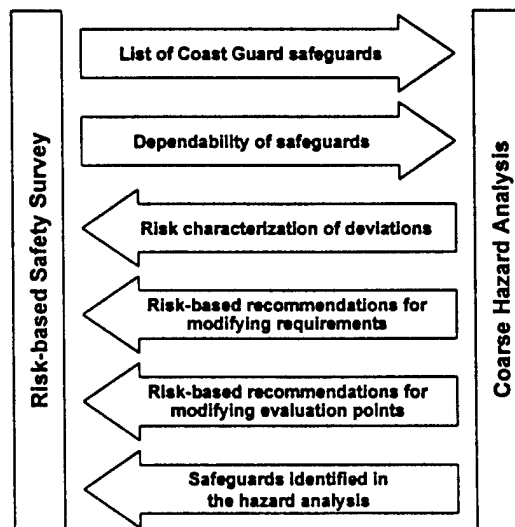 Risk-based Safety Survey
List of Coast Guard safeguards
Dependability of safeguards
Risk characterization of deviations
Risk-based recommendations for
modifying requirements
Risk-based recommendations for
modifying evaluation points
Safeguards identified in
the hazard analysis
Coarse Hazard Analysis